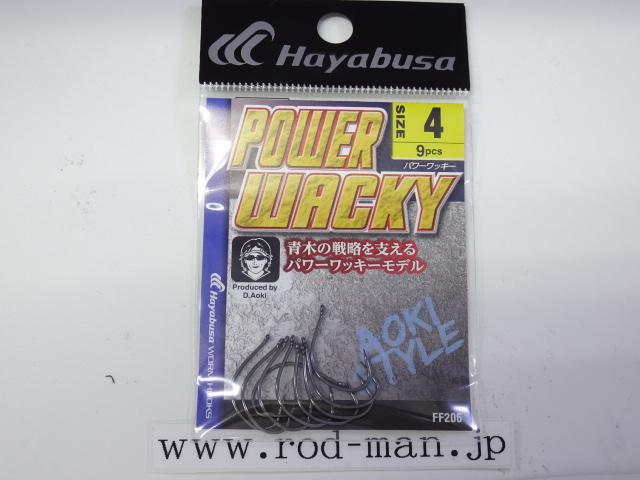 Hayabusa
POWER
WACKY
SIZE
4
9pcs
パワーワッキー
青木の戦略を支える
パワーワッキーモデル
Produced by
D.Aoki
AOKI
STYLE
Hayabusa WORM HOOKS
FF206
www.rod-man.jp